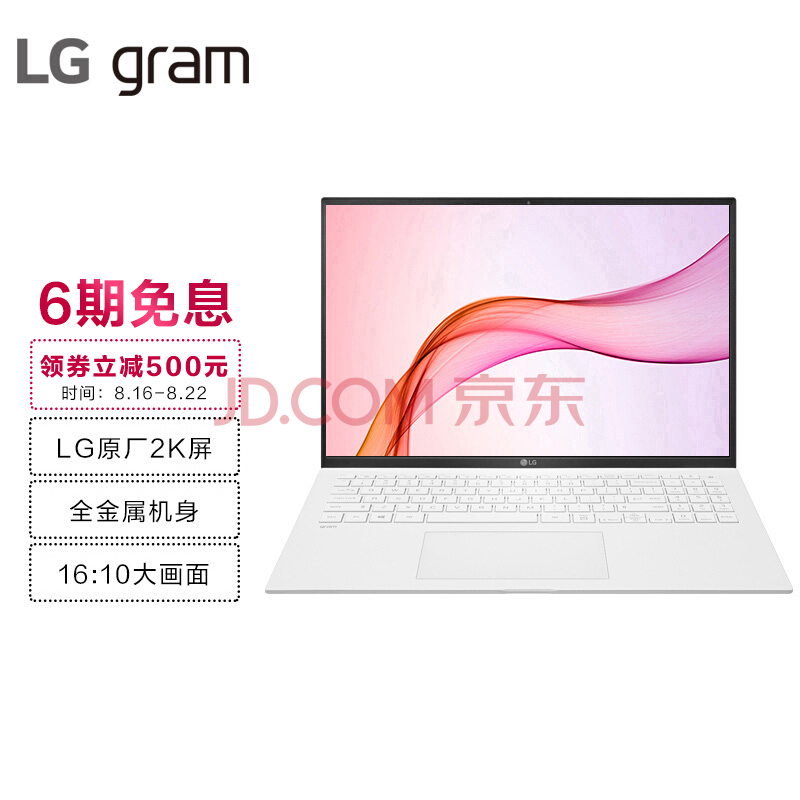 LG gram
6期免息
领券立减500元
时间：8.16-8.22
JD.COM 京东
LG原厂2K屏
全金属机身
16:10大画面
LG
gram